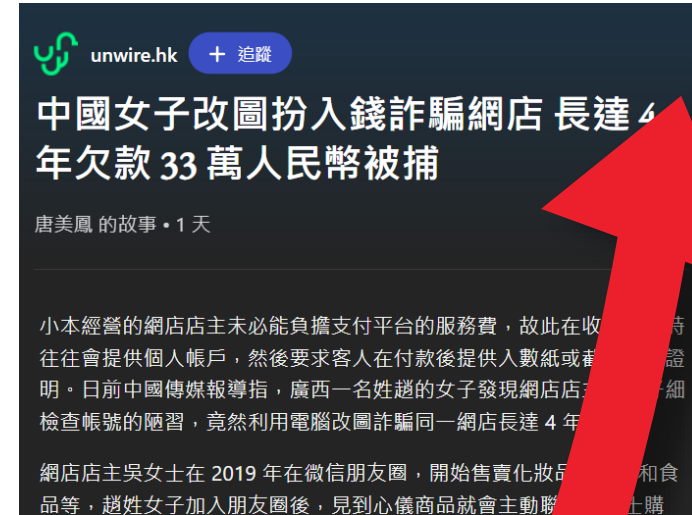 unwire.hk + 追蹤
中國女子改圖扮入錢詐騙網店 長達 4
年欠款 33 萬人民幣被捕
唐美鳳 的故事 • 1 天
小本經營的網店店主未必能負擔支付平台的服務費，故此在收
往往會提供個人帳戶，然後要求客人在付款後提供入數紙或截 證
明。日前中國傳媒報導指，廣西一名姓趙的女子發現網店店 細
檢查帳號的陋習，竟然利用電腦改圖詐騙同一網店長達 4 年
網店店主吳女士在 2019 年在微信朋友圈，開始售賣化妝品 和食
品等，趙姓女子加入朋友圈後，見到心儀商品就會主動聯 購